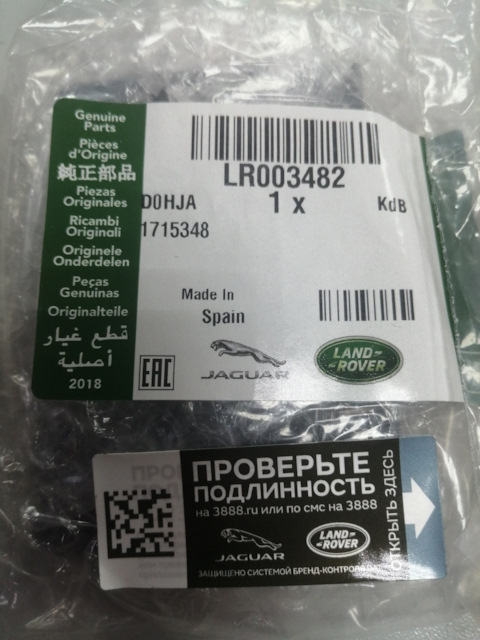 Genuine
Parts
Pièces
d'Origine
純正部品
Piezas
Originales
Ricambi
Originali
Originele
Onderdelen
Peças
Genuínas
Originalteile
قطع غيار
أصلية
2018
LR003482
D0HJA
1 x
KdB
1715348
Made In
Spain
EAC
JAGUAR
LAND-
-ROVER
ПРОВЕРЬТЕ
ПОДЛИННОСТЬ
на 3888.ru или по смс на 3888
JAGUAR
LAND-
-ROVER
ЗАЩИЩЕНО СИСТЕМОЙ БРЕНД-КОНТРОЛЬ
ОТКРЫТЬ ЗДЕСЬ